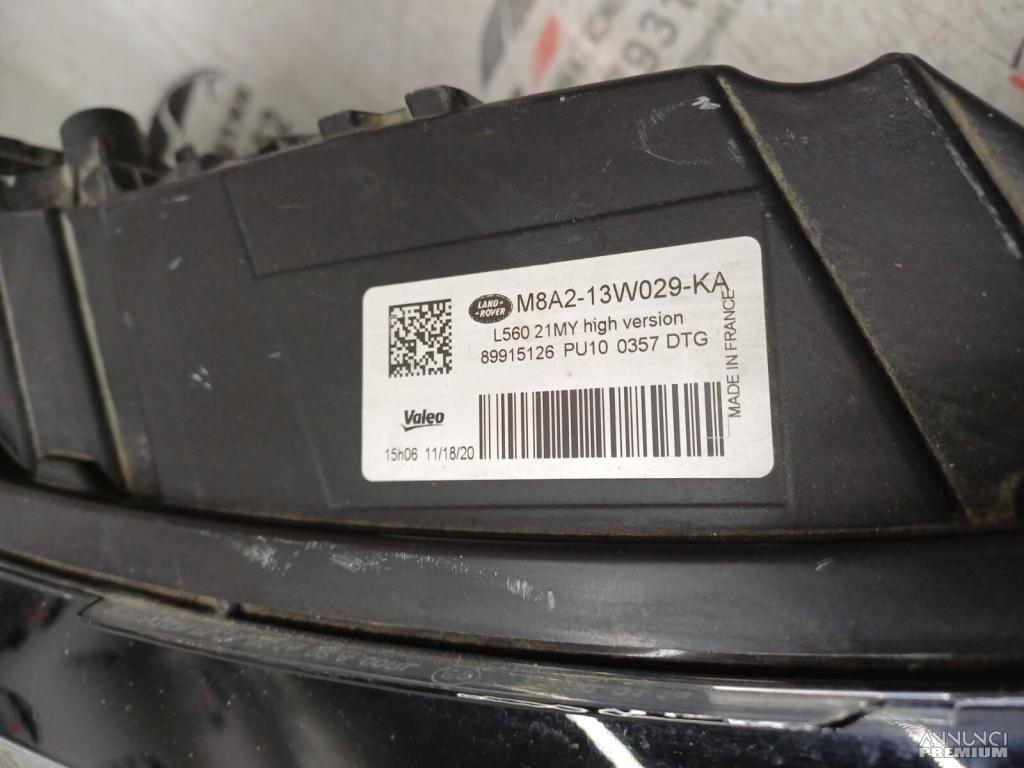 931
LAND-
-ROVER
M8A2-13W029-KA
L560 21MY high version
89915126 PU10 0357 DTG
MADE IN FRANCE
Valeo
15h06 11/18/20
ANNUNCI
PREMIUM